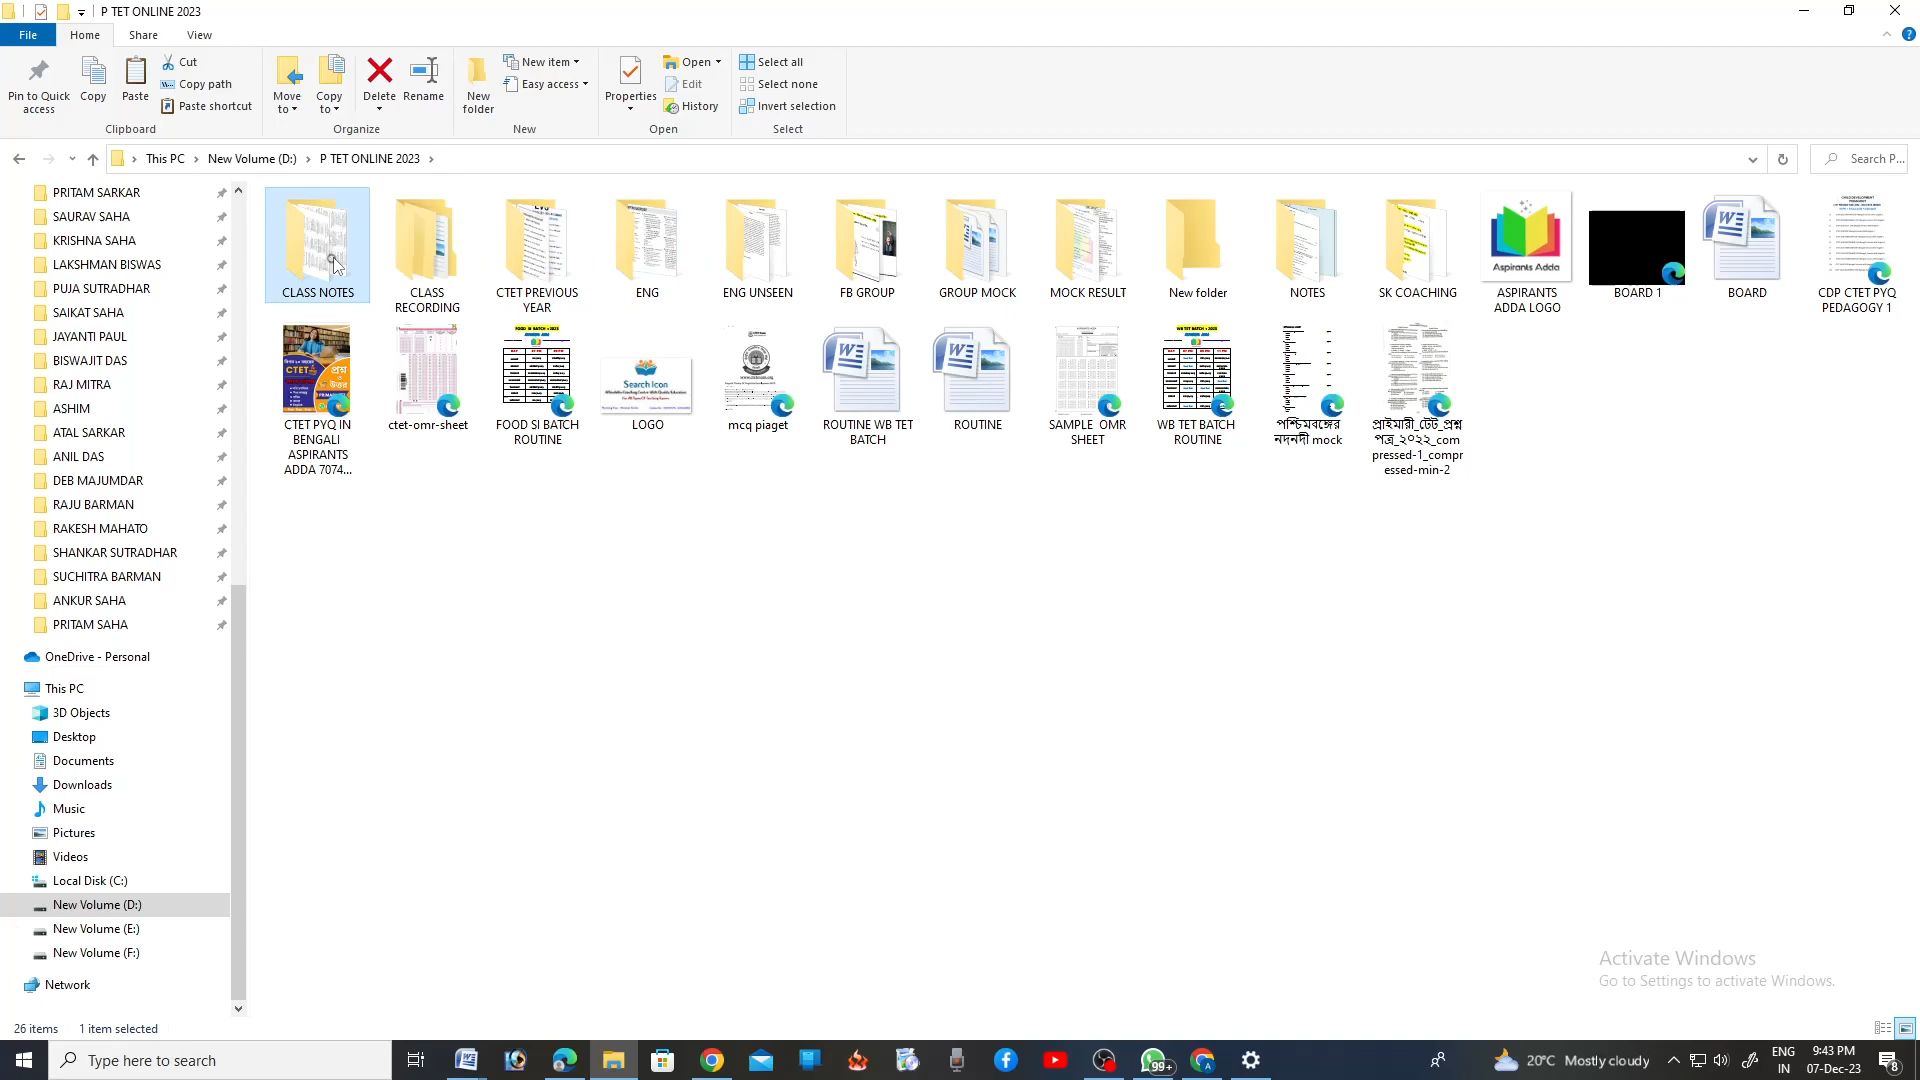 P TET ONLINE 2023
File
Home
Share
View
Pin to Quick
access
Copy
Paste
Cut
Copy path
Paste shortcut
Clipboard
Move
to
Copy
to
Delete
Rename
Organize
New
folder
New item
Easy access
New
Properties
Open
Edit
History
Open
Select all
Select none
Invert selection
Select
This PC
New Volume (D:)
P TET ONLINE 2023
Search P...
PRITAM SARKAR
SAURAV SAHA
KRISHNA SAHA
LAKSHMAN BISWAS
PUJA SUTRADHAR
SAIKAT SAHA
JAYANTI PAUL
BISWAJIT DAS
RAJ MITRA
ASHIM
ATAL SARKAR
ANIL DAS
DEB MAJUMDAR
RAJU BARMAN
RAKESH MAHATO
SHANKAR SUTRADHAR
SUCHITRA BARMAN
ANKUR SAHA
PRITAM SAHA
OneDrive - Personal
This PC
3D Objects
Desktop
Documents
Downloads
Music
Pictures
Videos
Local Disk (C:)
New Volume (D:)
New Volume (E:)
New Volume (F:)
Network
CLASS NOTES
CLASS
RECORDING
CTET PREVIOUS
YEAR
ENG
ENG UNSEEN
FB GROUP
GROUP MOCK
MOCK RESULT
New folder
NOTES
SK COACHING
Aspirants Adda
ASPIRANTS
ADDA LOGO
BOARD 1
BOARD
CDP CTET PYQ
PEDAGOGY 1
CTET PYQ IN
BENGALI
ASPIRANTS
ADDA 7074...
ctet-omr-sheet
FOOD SI BATCH
ROUTINE
Search Icon
LOGO
mcq piaget
ROUTINE WB TET
BATCH
ROUTINE
SAMPLE OMR
SHEET
WB TET BATCH
ROUTINE
পশ্চিমবঙ্গের
নদনদী mock
প্রাইমারী_টেট_প্রশ্ন
পত্র_২০২২_com
pressed-1_compr
essed-min-2
Activate Windows
Go to Settings to activate Windows.
26 items
1 item selected
Type here to search
99+
20°C Mostly cloudy
ENG
IN
9:43 PM
07-Dec-23
8